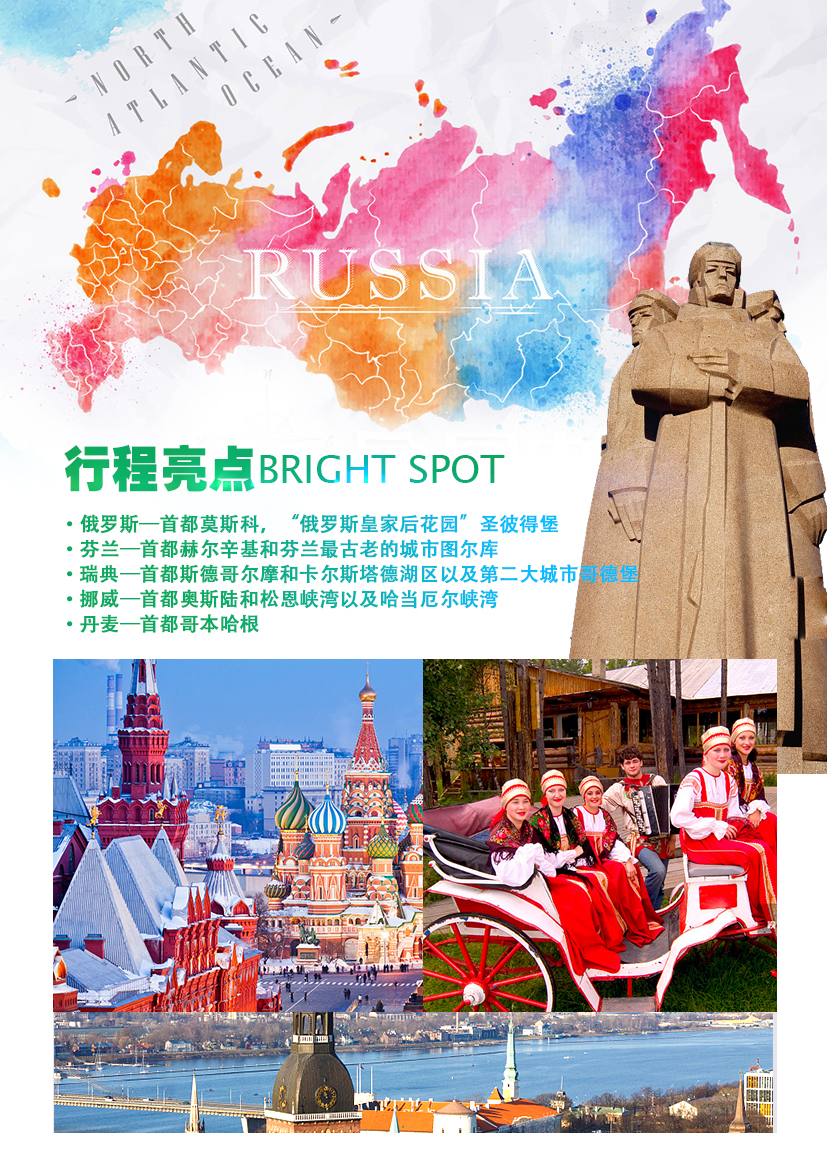 NORTH
ATLANTIC
OCEAN
RUSSIA
行程亮点BRIGHT SPOT
• 俄罗斯—首都莫斯科，“俄罗斯皇家后花园”圣彼得堡
• 芬兰—首都赫尔辛基和芬兰最古老的城市图尔库
• 瑞典—首都斯德哥尔摩和卡尔斯塔德湖区以及第二大城市哥德堡
• 挪威—首都奥斯陆和松恩峡湾以及哈当厄尔峡湾
• 丹麦—首都哥本哈根